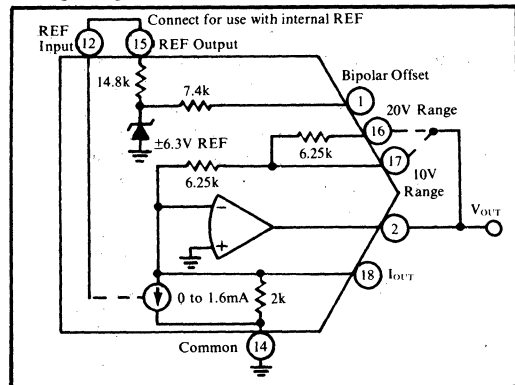 Connect for use with internal REF
REF
Input
12
15
REF Output
14.8k
7.4k
Bipolar Offset
1
20V Range
16
±6.3V REF
6.25k
17
6.25k
10V
Range
−
+
2
VOUT
18
IOUT
0 to 1.6mA
2k
Common
14